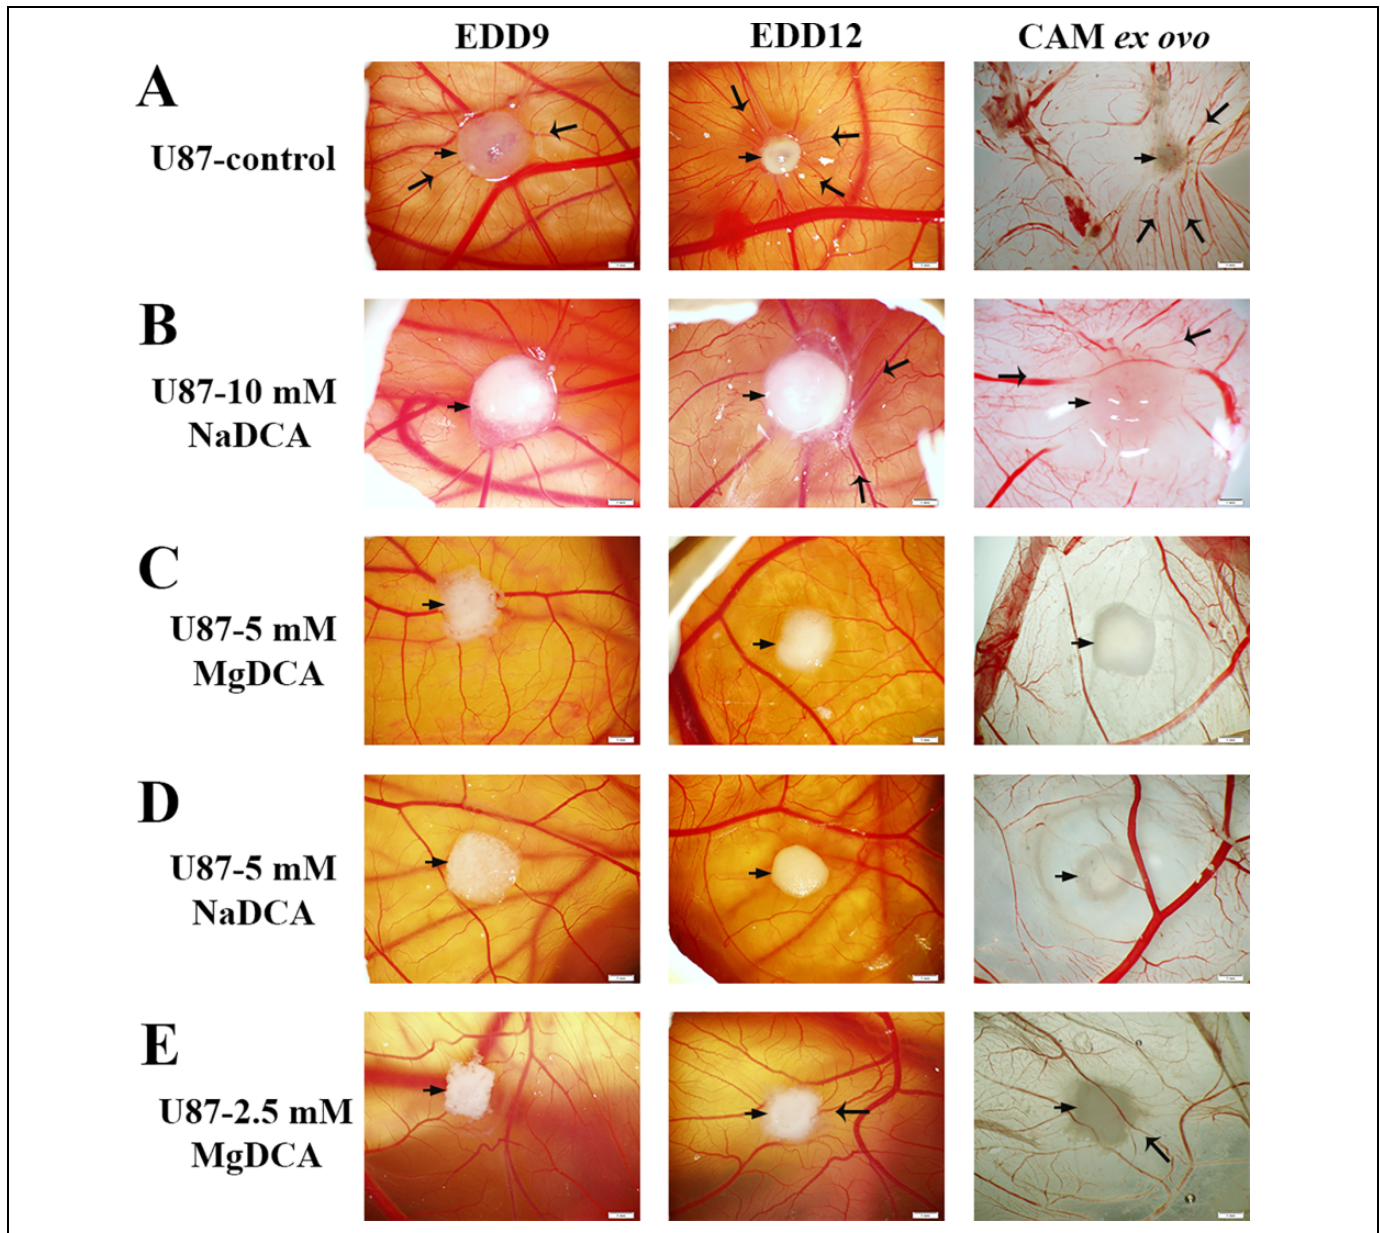 EDD9 EDD12 CAM ex ovo
A
U87-control
B
U87-10 mM
NaDCA
C
U87-5 mM
MgDCA
D
U87-5 mM
NaDCA
E
U87-2.5 mM
MgDCA